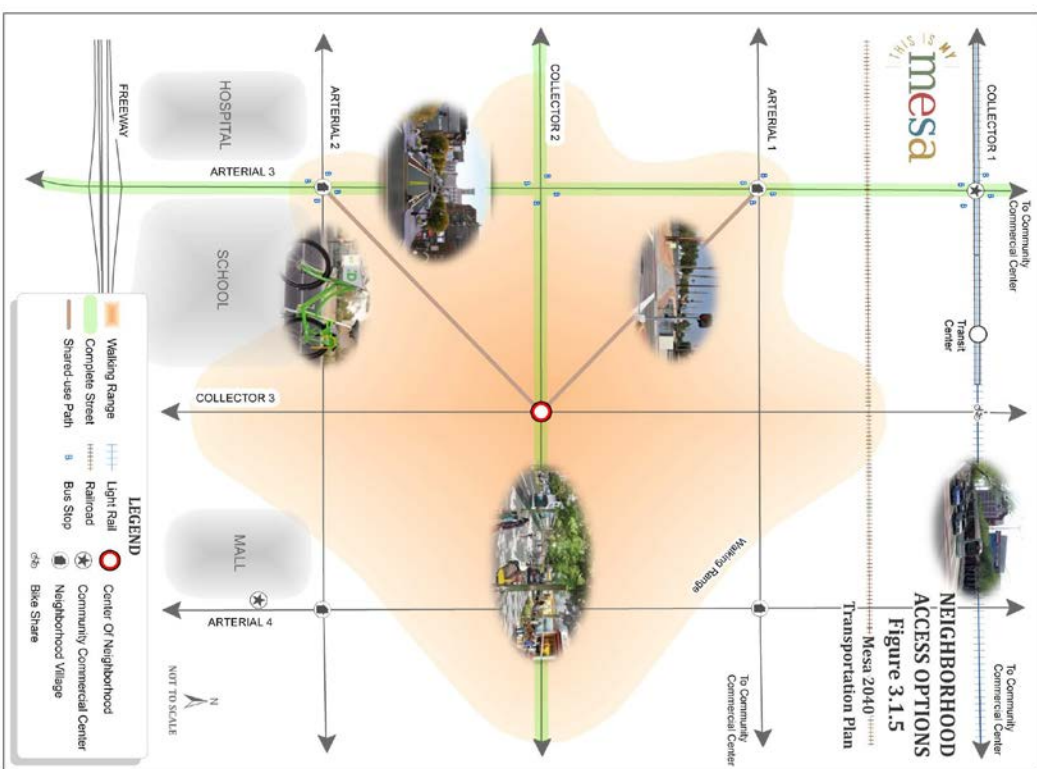 THIS IS MY
mesa
NEIGHBORHOOD
ACCESS OPTIONS
Figure 3.1.5
Mesa 2040
Transportation Plan
COLLECTOR 1
To Community
Commercial Center
Transit
Center
To Community
Commercial Center
ARTERIAL 1
Walking Range
To Community
Commercial Center
COLLECTOR 2
ARTERIAL 2
ARTERIAL 3
COLLECTOR 3
ARTERIAL 4
HOSPITAL
SCHOOL
MALL
FREEWAY
B B B B
B B B B
B B B B
B B B B
N
NOT TO SCALE
LEGEND
Walking Range
Complete Street
Shared-use Path
Light Rail
Railroad
B Bus Stop
Center Of Neighborhood
Community Commercial Center
Neighborhood Village
Bike Share